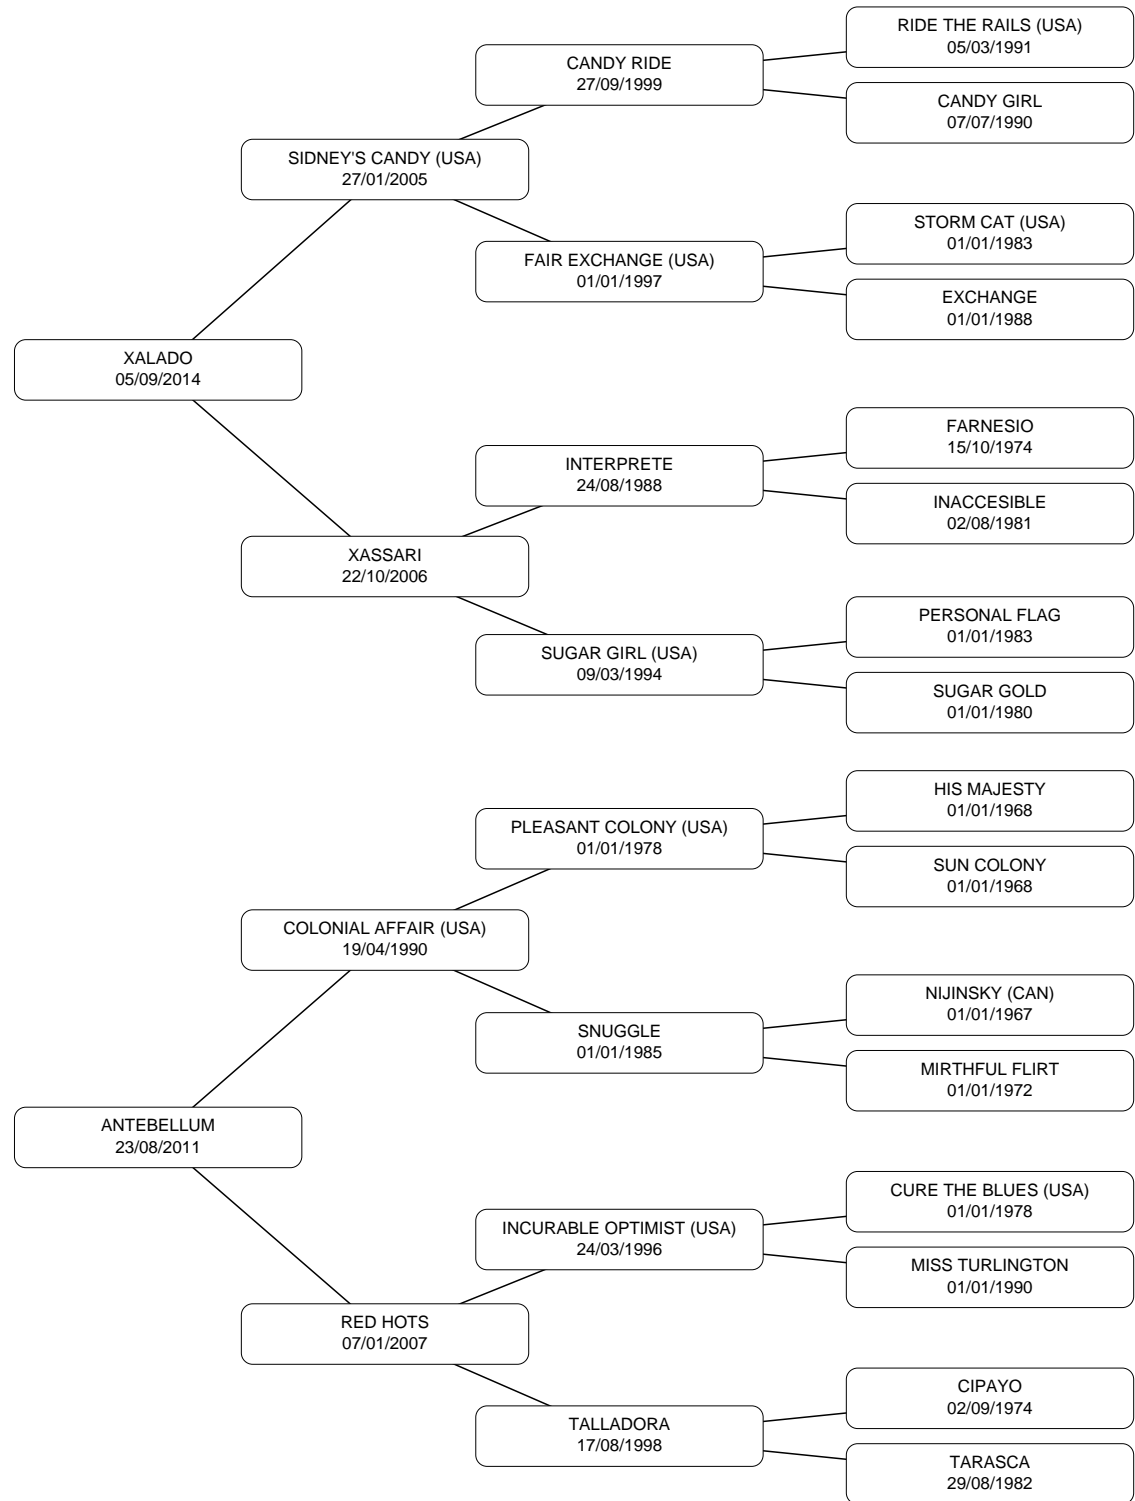 RIDE THE RAILS (USA)
05/03/1991
CANDY RIDE
27/09/1999
CANDY GIRL
07/07/1990
SIDNEY'S CANDY (USA)
27/01/2005
STORM CAT (USA)
01/01/1983
FAIR EXCHANGE (USA)
01/01/1997
EXCHANGE
01/01/1988
XALADO
05/09/2014
FARNESIO
15/10/1974
INTERPRETE
24/08/1988
INACCESIBLE
02/08/1981
XASSARI
22/10/2006
PERSONAL FLAG
01/01/1983
SUGAR GIRL (USA)
09/03/1994
SUGAR GOLD
01/01/1980
HIS MAJESTY
01/01/1968
PLEASANT COLONY (USA)
01/01/1978
SUN COLONY
01/01/1968
COLONIAL AFFAIR (USA)
19/04/1990
NIJINSKY (CAN)
01/01/1967
SNUGGLE
01/01/1985
MIRTHFUL FLIRT
01/01/1972
ANTEBELLUM
23/08/2011
CURE THE BLUES (USA)
01/01/1978
INCURABLE OPTIMIST (USA)
24/03/1996
MISS TURLINGTON
01/01/1990
RED HOTS
07/01/2007
CIPAYO
02/09/1974
TALLADORA
17/08/1998
TARASCA
29/08/1982